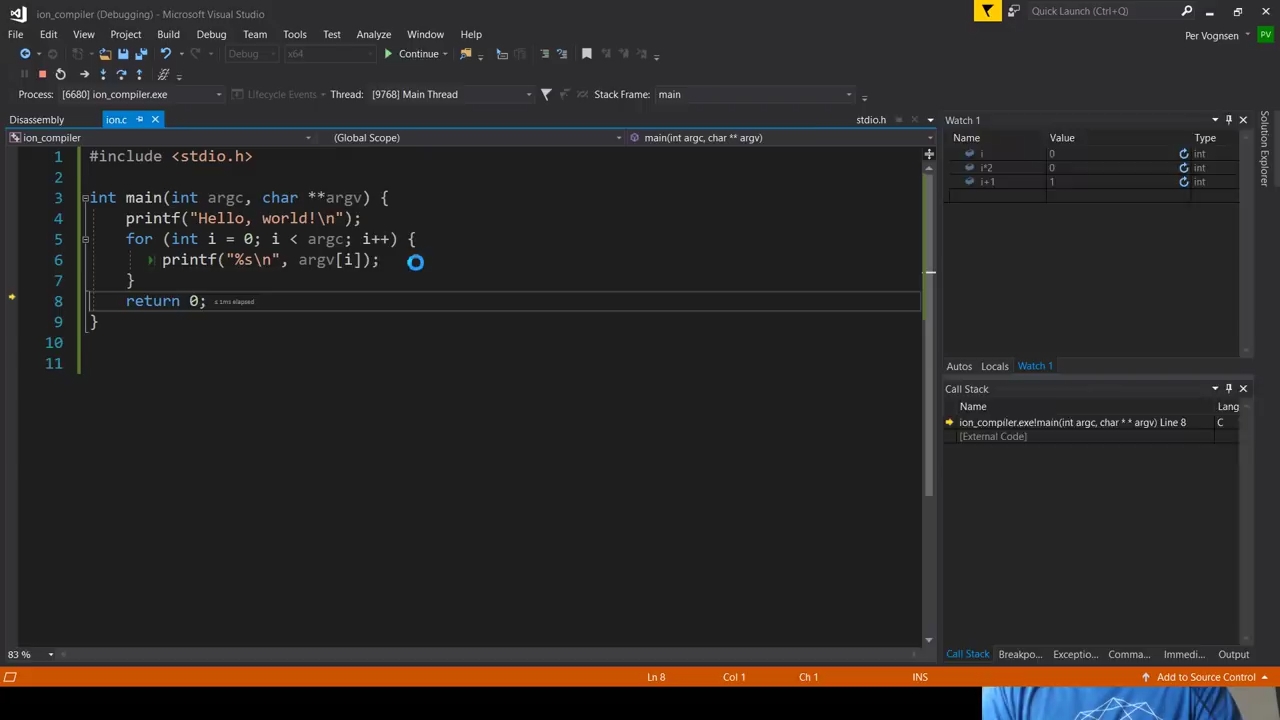 ion_compiler (Debugging) - Microsoft Visual Studio
Quick Launch (Ctrl+Q)
File Edit View Project Build Debug Team Tools Test Analyze Window Help
Per Vognsen PV
Debug x64 Continue
Process: [6680] ion_compiler.exe Lifecycle Events Thread: [9768] Main Thread Stack Frame: main
Disassembly ion.c stdio.h
ion_compiler (Global Scope) main(int argc, char ** argv)
1 #include <stdio.h>
2
3 int main(int argc, char **argv) {
4 printf("Hello, world!\n");
5 for (int i = 0; i < argc; i++) {
6 printf("%s\n", argv[i]);
7 }
8 return 0; ≤ 1ms elapsed
9 }
10
11
83 %
Watch 1
Name Value Type
i 0 int
i*2 0 int
i+1 1 int
Autos Locals Watch 1
Call Stack
Name Lang
ion_compiler.exe!main(int argc, char * * argv) Line 8 C
[External Code]
Call Stack Breakpo... Exceptio... Comma... Immedi... Output
Solution Explorer
Ln 8 Col 1 Ch 1 INS Add to Source Control